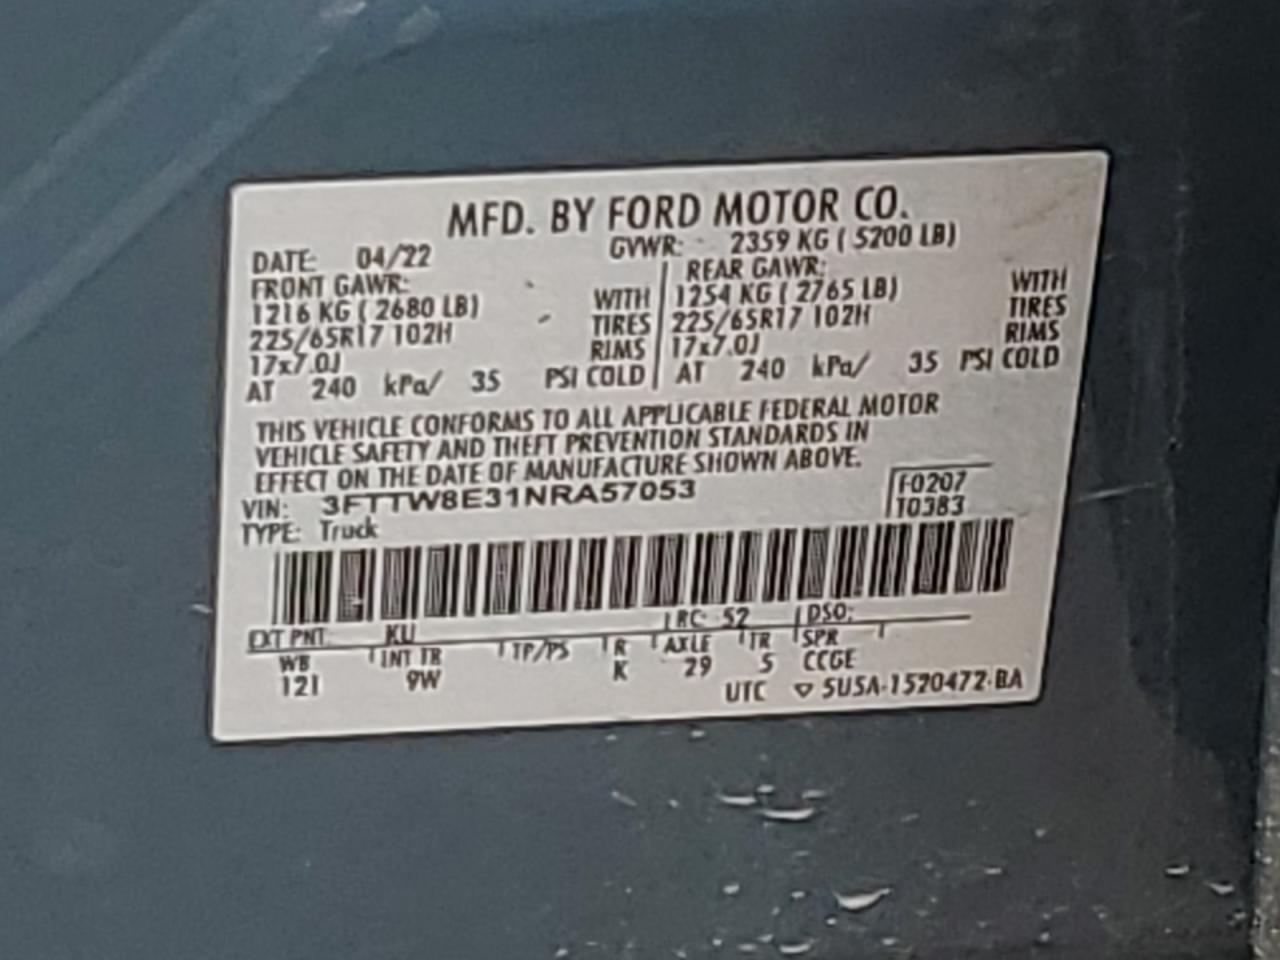 MFD. BY FORD MOTOR CO.
DATE: 04/22 GVWR: 2359 KG ( 5200 LB)
FRONT GAWR: REAR GAWR:
1216 KG ( 2680 LB) WITH 1254 KG ( 2765 LB) WITH
225/65R17 102H TIRES 225/65R17 102H TIRES
17x7.0J RIMS 17x7.0J RIMS
AT 240 kPa/ 35 PSI COLD AT 240 kPa/ 35 PSI COLD
THIS VEHICLE CONFORMS TO ALL APPLICABLE FEDERAL MOTOR
VEHICLE SAFETY AND THEFT PREVENTION STANDARDS IN
EFFECT ON THE DATE OF MANUFACTURE SHOWN ABOVE.
VIN: 3FTTW8E31NRA57053 F0207
TYPE: Truck T0383
EXT PNT: KU RC: 52 DSO:
WB INT TR TP/PS R AXLE TR SPR
121 9W K 29 5 CCGE
UTC ▽ 5U5A-1520472-BA